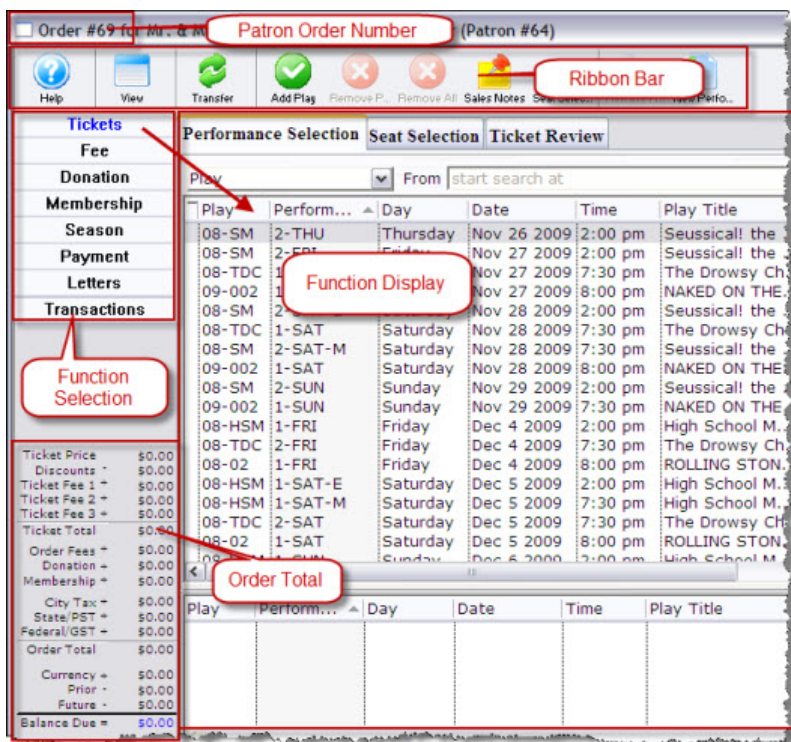 Order #69 for Mr. & M
Patron Order Number
(Patron #64)
Help
View
Transfer
Add Play
Remove P...
Remove All
Sales Notes
Ribbon Bar
Tickets
Fee
Donation
Membership
Season
Payment
Letters
Transactions
Function Selection
Performance Selection Seat Selection Ticket Review
Play From start search at
Play Perform... Day Date Time Play Title
08-SM 2-THU Thursday Nov 26 2009 2:00 pm Seussical! the
08-SM 2-FRI Friday Nov 27 2009 2:00 pm Seussical! the
08-TDC Nov 27 2009 7:30 pm The Drowsy Ch
09-002 Nov 27 2009 8:00 pm NAKED ON THE
08-SM Saturday Nov 28 2009 2:00 pm Seussical! the
08-TDC 1-SAT Saturday Nov 28 2009 7:30 pm The Drowsy Ch
08-SM 2-SAT-M Saturday Nov 28 2009 7:30 pm Seussical! the
09-002 1-SAT Saturday Nov 28 2009 8:00 pm NAKED ON THE
08-SM 2-SUN Sunday Nov 29 2009 2:00 pm Seussical! the
09-002 1-SUN Sunday Nov 29 2009 7:30 pm NAKED ON THE
08-HSM 1-FRI Friday Dec 4 2009 2:00 pm High School M..
08-TDC 2-FRI Friday Dec 4 2009 7:30 pm The Drowsy Ch
08-02 1-FRI Friday Dec 4 2009 8:00 pm ROLLING STON.
08-HSM 1-SAT-E Saturday Dec 5 2009 2:00 pm High School M..
08-HSM 1-SAT-M Saturday Dec 5 2009 7:30 pm High School M..
08-TDC 2-SAT Saturday Dec 5 2009 7:30 pm The Drowsy Ch
08-02 1-SAT Saturday Dec 5 2009 8:00 pm ROLLING STON.
Sunday Dec 6 2009 2:00 pm High School M
Function Display
Ticket Price $0.00
Discounts - $0.00
Ticket Fee 1 + $0.00
Ticket Fee 2 + $0.00
Ticket Fee 3 + $0.00
Ticket Total $0.00
Order Fees + $0.00
Donation + $0.00
Membership + $0.00
City Tax + $0.00
State/PST + $0.00
Federal/GST + $0.00
Order Total $0.00
Currency + $0.00
Prior - $0.00
Future - $0.00
Balance Due = $0.00
Order Total
Play Perform... Day Date Time Play Title